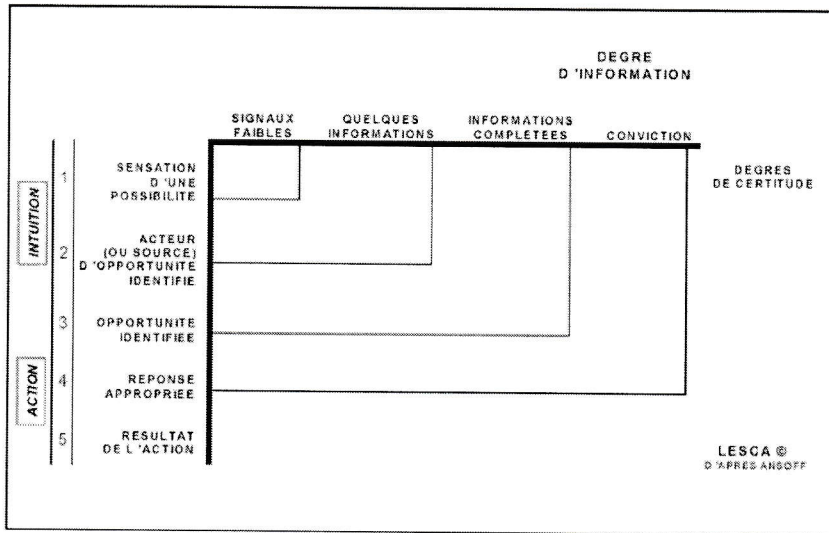 DEGRE
D'INFORMATION
SIGNAUX
FAIBLES
QUELQUES
INFORMATIONS
INFORMATIONS
COMPLETEES
CONVICTION
DEGRES
DE CERTITUDE
INTUITION
1
SENSATION
D'UNE
POSSIBILITE
2
ACTEUR
(OU SOURCE)
D'OPPORTUNITE
IDENTIFIE
3
OPPORTUNITE
IDENTIFIEE
ACTION
4
REPONSE
APPROPRIEE
5
RESULTAT
DE L'ACTION
LESCA ©
D'APRES ANSOFF